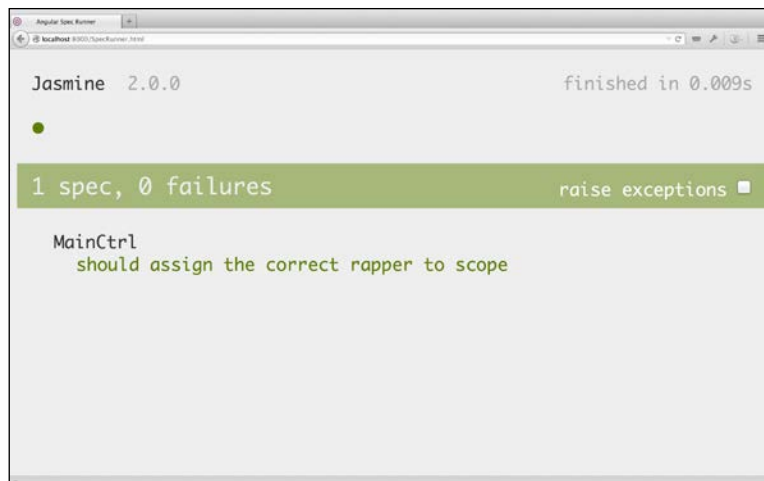 Angular Spec Runner
localhost:8000/SpecRunner.html
Jasmine 2.0.0
finished in 0.009s
1 spec, 0 failures
raise exceptions
MainCtrl
should assign the correct rapper to scope